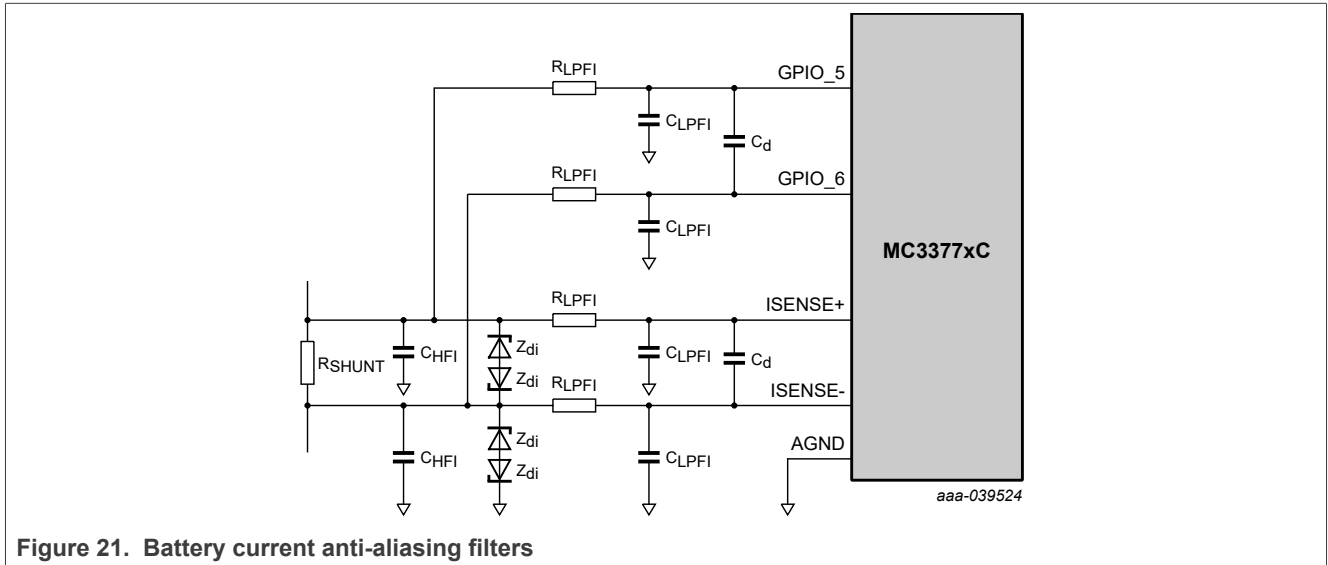 RLPFI
GPIO_5
CLPFI
Cd
RLPFI
GPIO_6
CLPFI
MC3377xC
RLPFI
ISENSE+
RSHUNT
CHFI
Zdi
Zdi
CLPFI
Cd
RLPFI
ISENSE-
CHFI
Zdi
Zdi
CLPFI
AGND
aaa-039524
Figure 21. Battery current anti-aliasing filters